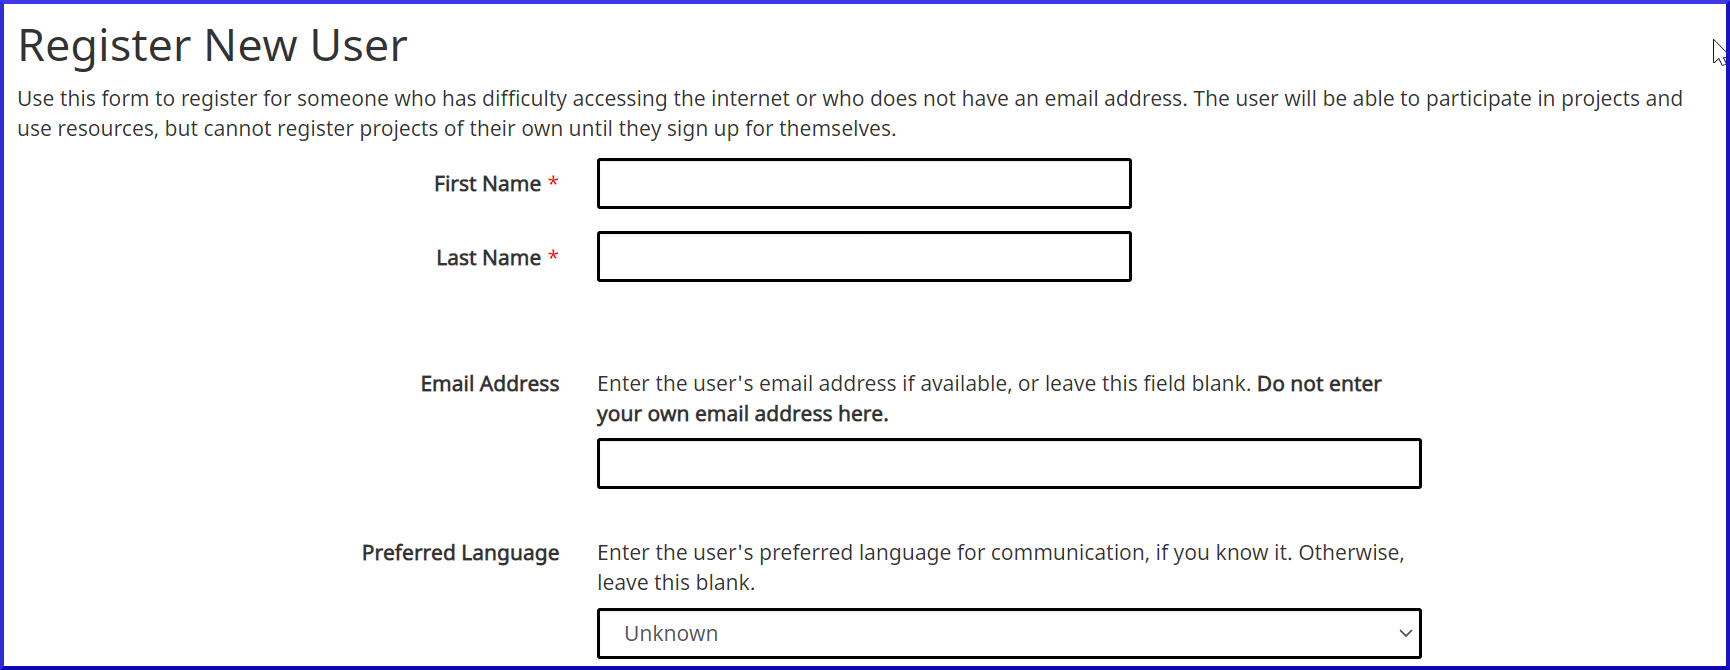 Register New User
Use this form to register for someone who has difficulty accessing the internet or who does not have an email address. The user will be able to participate in projects and
use resources, but cannot register projects of their own until they sign up for themselves.
First Name *
Last Name *
Email Address
Enter the user's email address if available, or leave this field blank. Do not enter
your own email address here.
Preferred Language
Enter the user's preferred language for communication, if you know it. Otherwise,
leave this blank.
Unknown